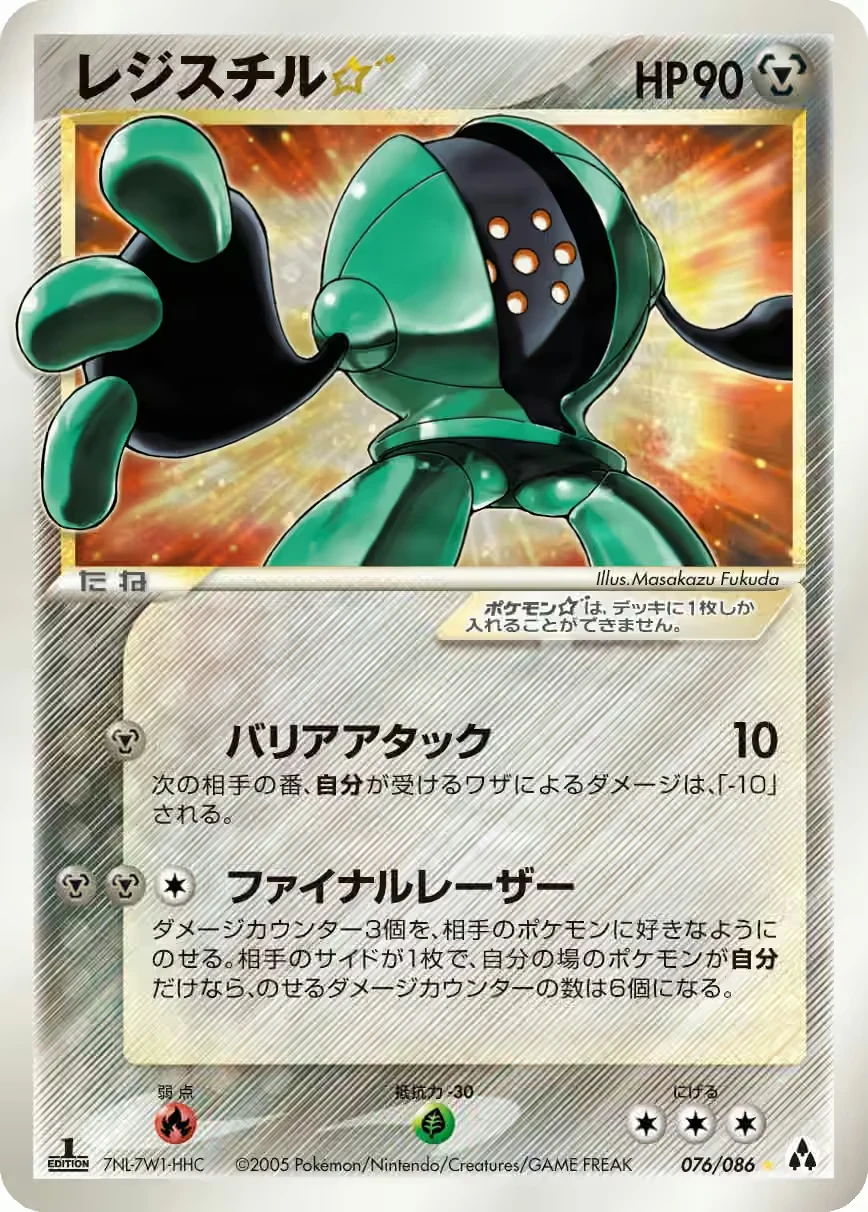 レジスチル☆ HP90
たね
Illus.Masakazu Fukuda
ポケモン☆は、デッキに1枚しか
入れることができません。
バリアアタック 10
次の相手の番、自分が受けるワザによるダメージは、「-10」
される。
ファイナルレーザー
ダメージカウンター3個を、相手のポケモンに好きなように
のせる。相手のサイドが1枚で、自分の場のポケモンが自分
だけなら、のせるダメージカウンターの数は6個になる。
弱点 抵抗力 -30 にげる
1 EDITION 7NL-7W1-HHC ©2005 Pokémon/Nintendo/Creatures/GAME FREAK 076/086 ★